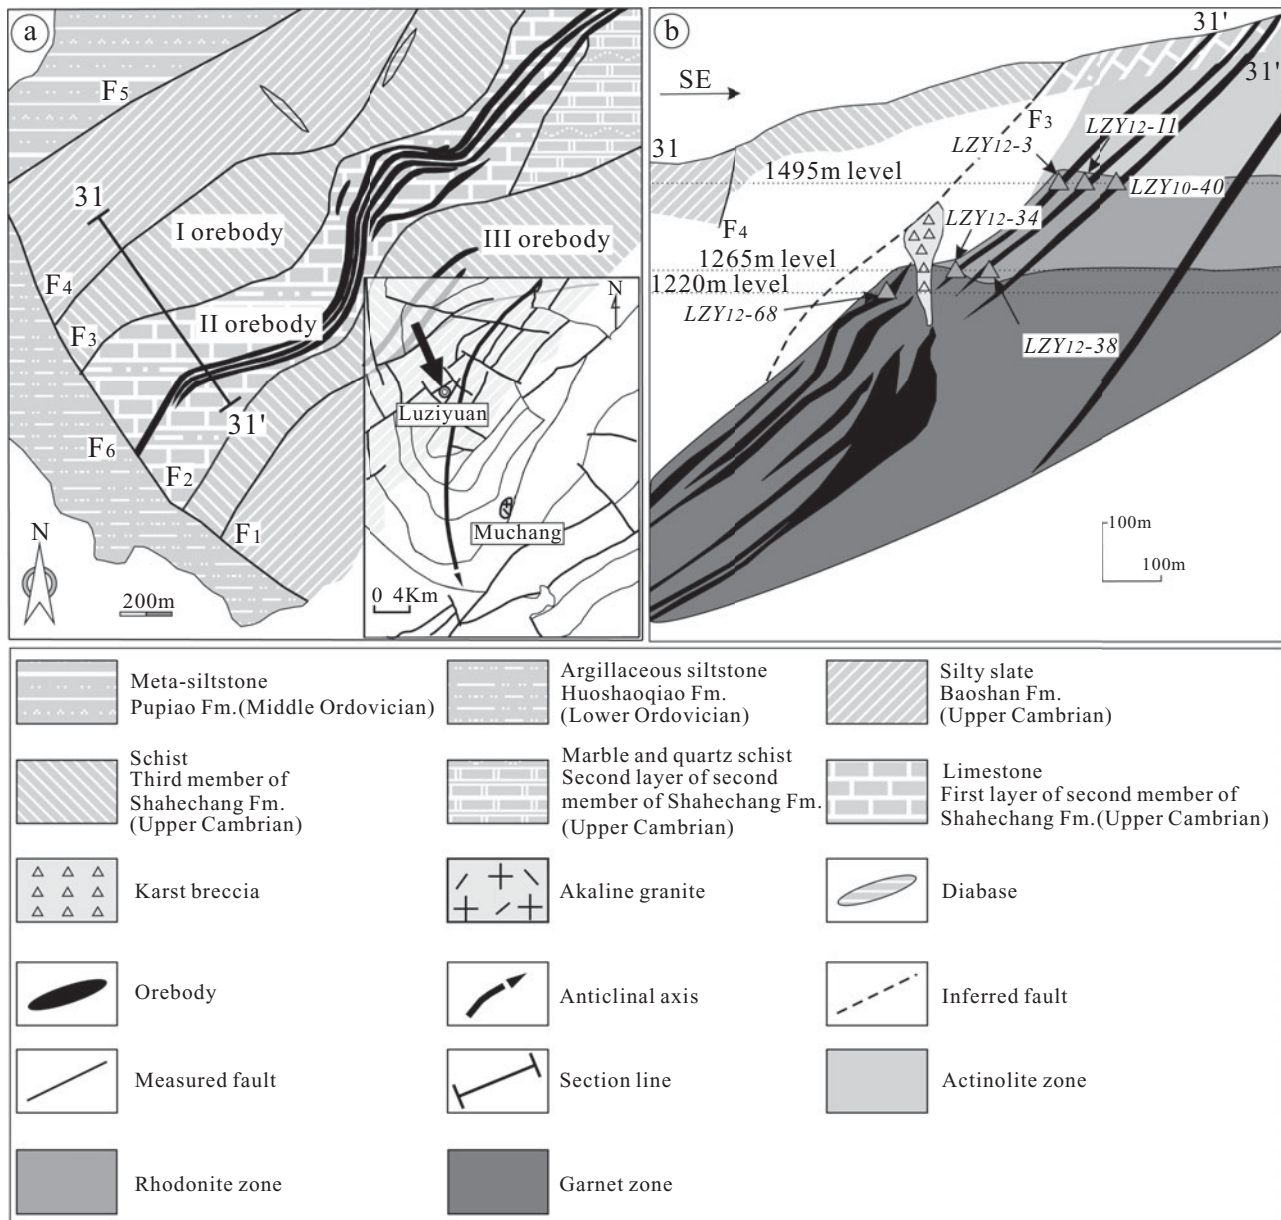 a
F5
31
I orebody
III orebody
F4
F3
II orebody
31'
F6
F2
F1
N
200m
N
Luziyuan
Muchang
0 4Km
b
SE
31'
31'
F3
LZY12-11
LZY12-3
31
1495m level
LZY10-40
LZY12-34
F4
1265m level
1220m level
LZY12-68
LZY12-38
100m
100m
Meta-siltstone
Pupiao Fm.(Middle Ordovician)
Argillaceous siltstone
Huoshaoqiao Fm.
(Lower Ordovician)
Silty slate
Baoshan Fm.
(Upper Cambrian)
Schist
Third member of
Shahechang Fm.
(Upper Cambrian)
Marble and quartz schist
Second layer of second
member of Shahechang Fm.
(Upper Cambrian)
Limestone
First layer of second member of
Shahechang Fm.(Upper Cambrian)
Karst breccia
Akaline granite
Diabase
Orebody
Anticlinal axis
Inferred fault
Measured fault
Section line
Actinolite zone
Rhodonite zone
Garnet zone